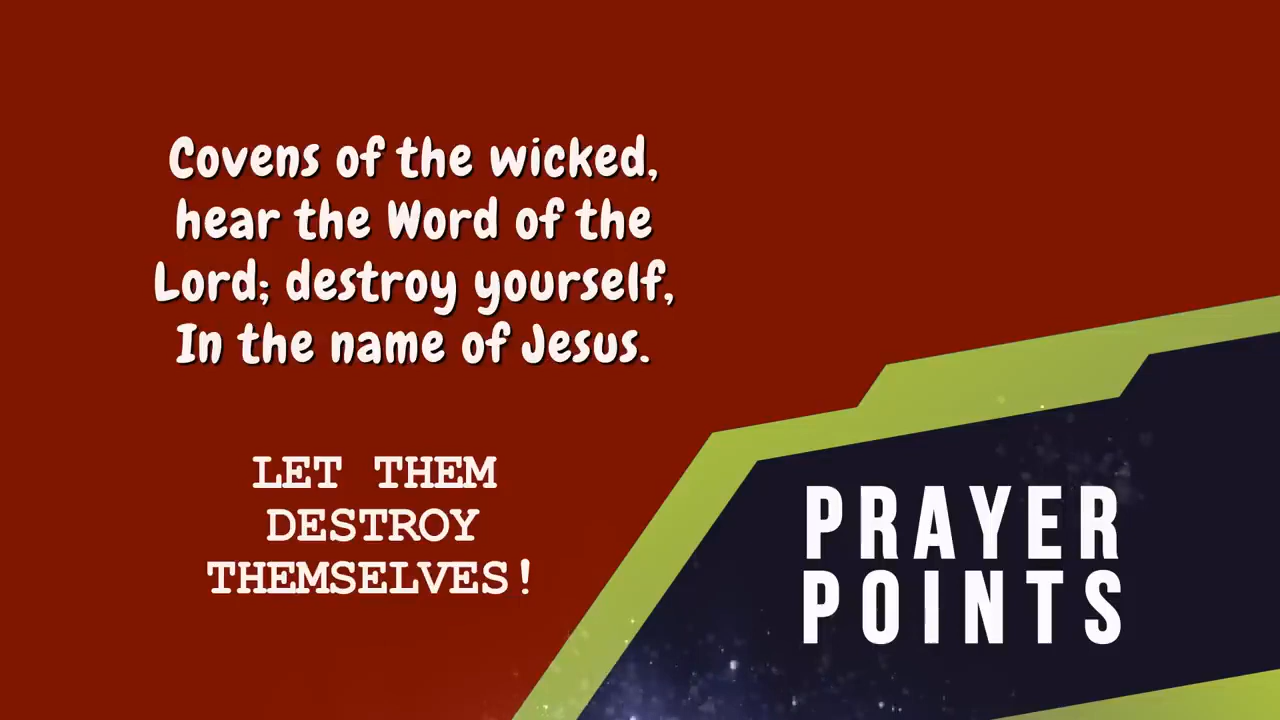 Covens of the wicked,
hear the Word of the
Lord; destroy yourself,
In the name of Jesus.
LET THEM
DESTROY
THEMSELVES!
PRAYER
POINTS